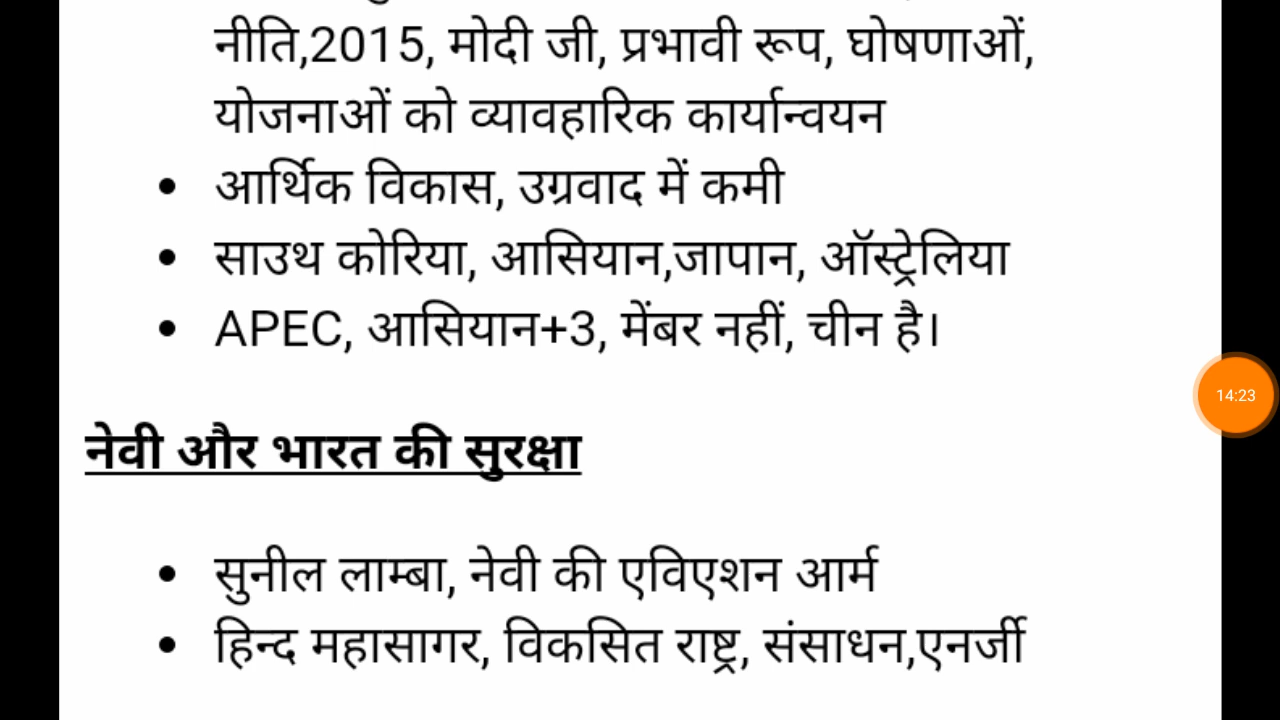 नीति,2015, मोदी जी, प्रभावी रूप, घोषणाओं,
योजनाओं को व्यावहारिक कार्यान्वयन
• आर्थिक विकास, उग्रवाद में कमी
• साउथ कोरिया, आसियान,जापान, ऑस्ट्रेलिया
• APEC, आसियान+3, मेंबर नहीं, चीन है।
14:23
नेवी और भारत की सुरक्षा
• सुनील लाम्बा, नेवी की एविएशन आर्म
• हिन्द महासागर, विकसित राष्ट्र, संसाधन,एनर्जी